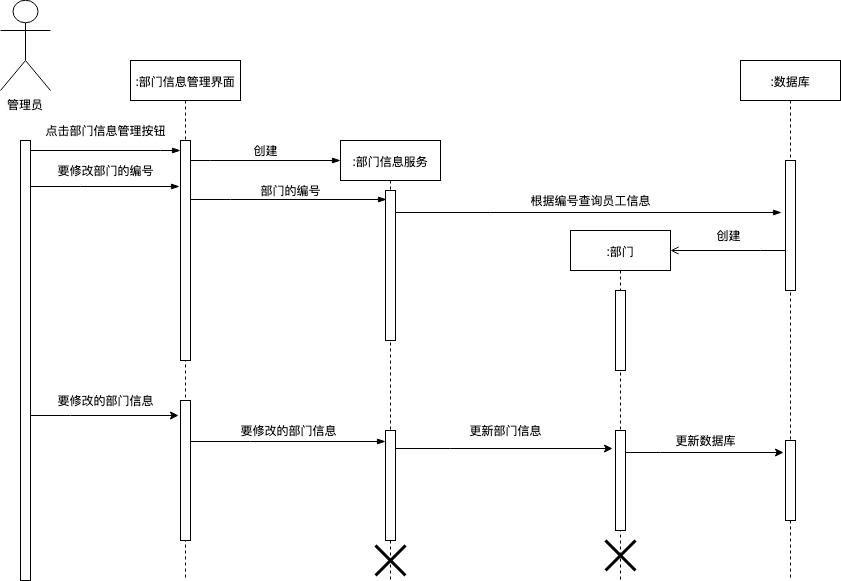 管理员
:部门信息管理界面
:数据库
点击部门信息管理按钮
创建
:部门信息服务
要修改部门的编号
部门的编号
根据编号查询员工信息
创建
:部门
要修改的部门信息
要修改的部门信息
更新部门信息
更新数据库